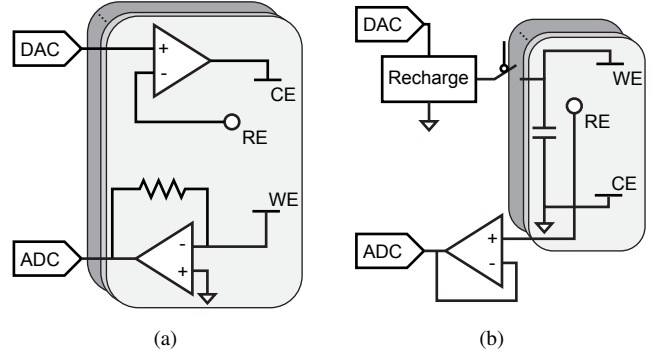 DAC
+
-
CE
RE
WE
ADC
-
+
(a)
DAC
Recharge
WE
RE
CE
ADC
+
-
(b)